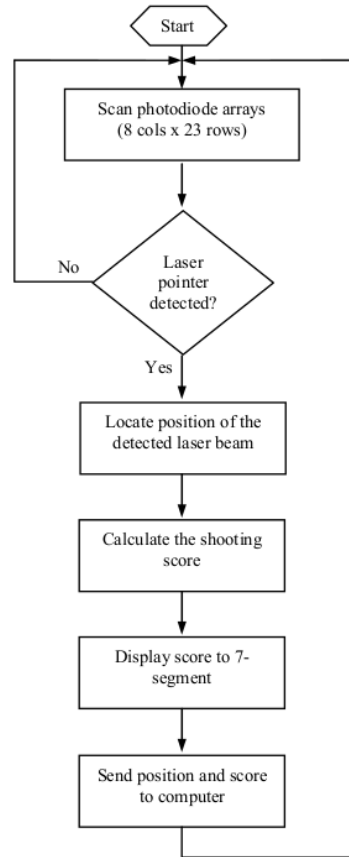 Start
Scan photodiode arrays
(8 cols x 23 rows)
No
Laser
pointer
detected?
Yes
Locate position of the
detected laser beam
Calculate the shooting
score
Display score to 7-
segment
Send position and score
to computer